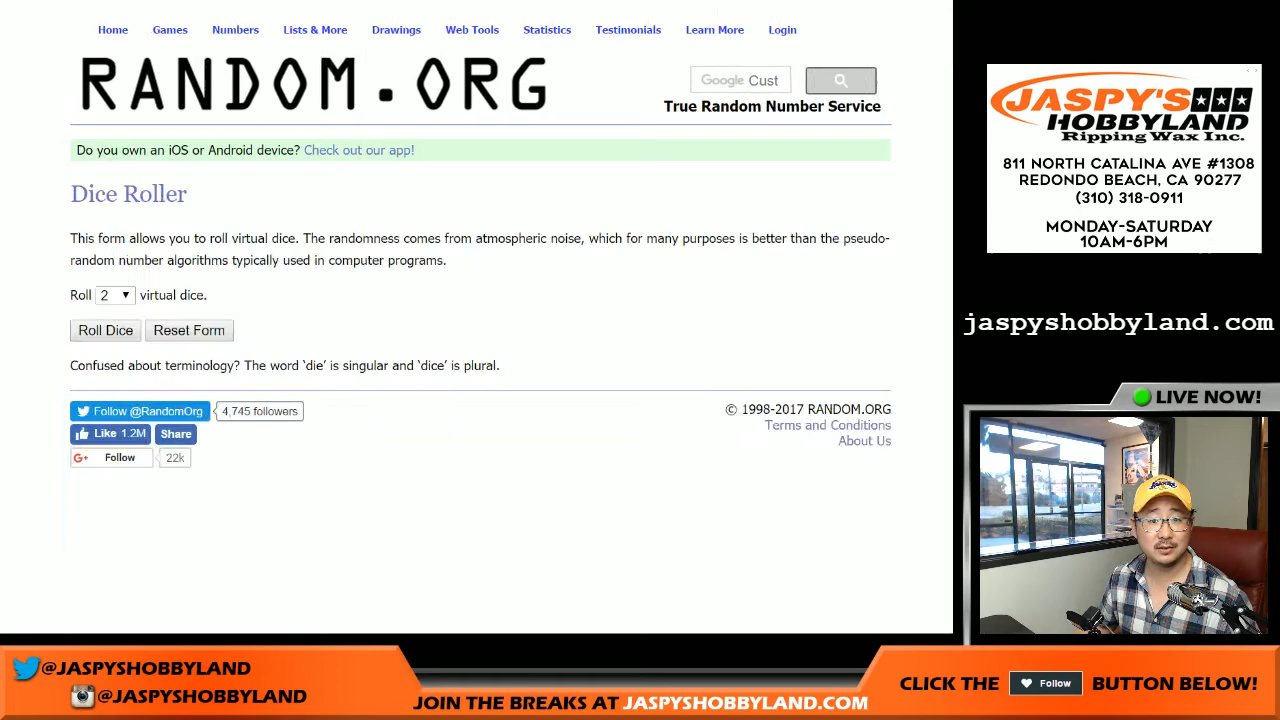 Home Games Numbers Lists & More Drawings Web Tools Statistics Testimonials Learn More Login
RANDOM.ORG
Google Cust
True Random Number Service
Do you own an iOS or Android device? Check out our app!
Dice Roller
This form allows you to roll virtual dice. The randomness comes from atmospheric noise, which for many purposes is better than the pseudo-
random number algorithms typically used in computer programs.
Roll 2 virtual dice.
Roll Dice Reset Form
Confused about terminology? The word ‘die’ is singular and ‘dice’ is plural.
Follow @RandomOrg 4,745 followers
Like 1.2M Share
G+ Follow 22k
© 1998-2017 RANDOM.ORG
Terms and Conditions
About Us
JASPY'S
HOBBYLAND
Ripping Wax Inc.
811 NORTH CATALINA AVE #1308
REDONDO BEACH, CA 90277
(310) 318-0911
MONDAY-SATURDAY
10AM-6PM
jaspyshobbyland.com
LIVE NOW!
@JASPYSHOBBYLAND
@JASPYSHOBBYLAND
JOIN THE BREAKS AT JASPYSHOBBYLAND.COM
CLICK THE Follow BUTTON BELOW!